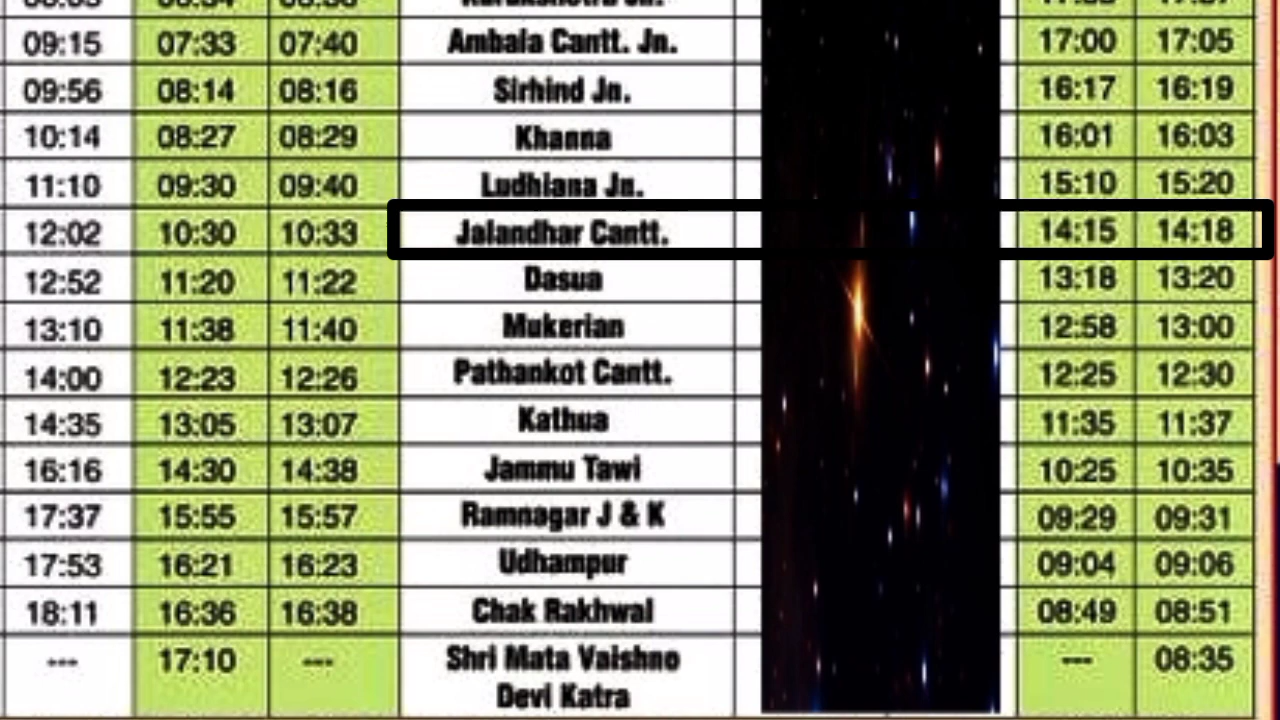 09:15 07:33 07:40 Ambala Cantt. Jn. 17:00 17:05
09:56 08:14 08:16 Sirhind Jn. 16:17 16:19
10:14 08:27 08:29 Khanna 16:01 16:03
11:10 09:30 09:40 Ludhiana Jn. 15:10 15:20
12:02 10:30 10:33 Jalandhar Cantt. 14:15 14:18
12:52 11:20 11:22 Dasua 13:18 13:20
13:10 11:38 11:40 Mukerian 12:58 13:00
14:00 12:23 12:26 Pathankot Cantt. 12:25 12:30
14:35 13:05 13:07 Kathua 11:35 11:37
16:16 14:30 14:38 Jammu Tawi 10:25 10:35
17:37 15:55 15:57 Ramnagar J & K 09:29 09:31
17:53 16:21 16:23 Udhampur 09:04 09:06
18:11 16:36 16:38 Chak Rakhwal 08:49 08:51
--- 17:10 --- Shri Mata Vaishno --- 08:35
Devi Katra